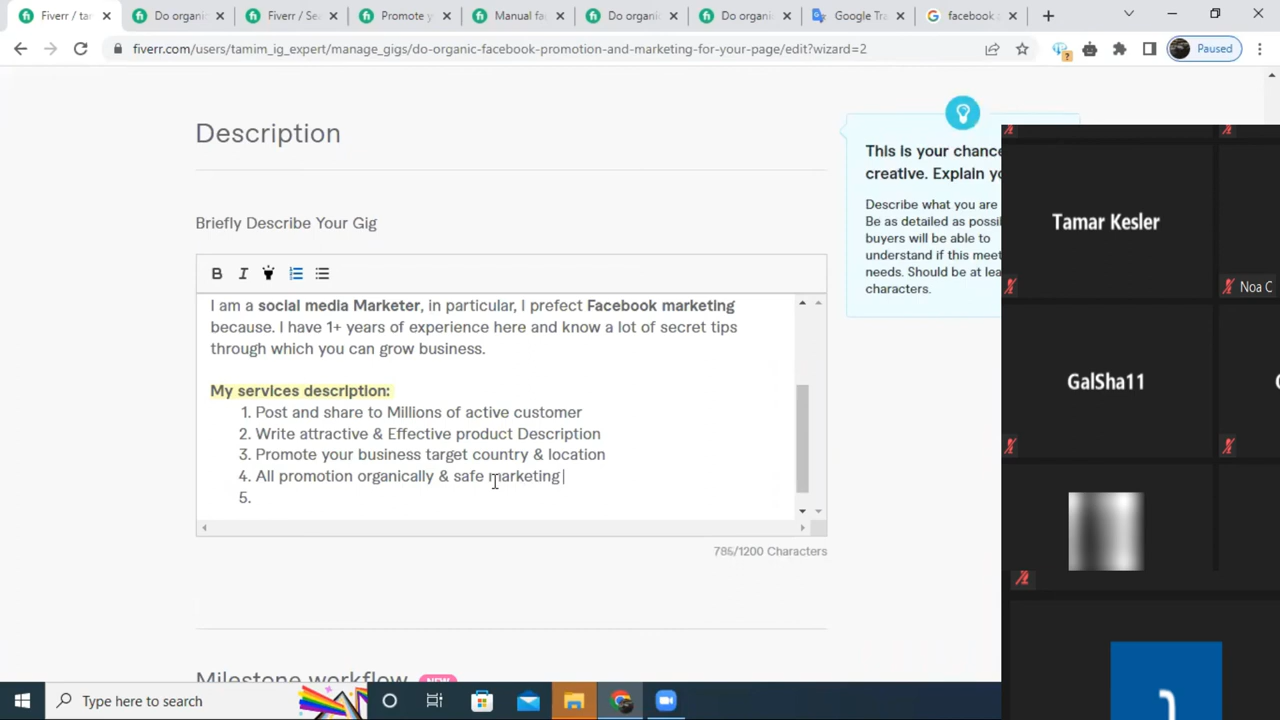 Fiverr / tar
Do organic
Fiverr / Se
Promote y
Manual fa
Do organi
Do organi
Google Tra
facebook
fiverr.com/users/tamim_ig_expert/manage_gigs/do-organic-facebook-promotion-and-marketing-for-your-page/edit?wizard=2
Paused
Description
Briefly Describe Your Gig
B I
I am a social media Marketer, in particular, I prefect Facebook marketing
because. I have 1+ years of experience here and know a lot of secret tips
through which you can grow business.
My services description:
1. Post and share to Millions of active customer
2. Write attractive & Effective product Description
3. Promote your business target country & location
4. All promotion organically & safe marketing
5.
785/1200 Characters
Milestone workflow NEW
This is your chance
creative. Explain yo
Describe what you are
Be as detailed as possi
buyers will be able to
understand if this meet
needs. Should be at lea
characters.
Tamar Kesler
Noa C
GalSha11
Type here to search